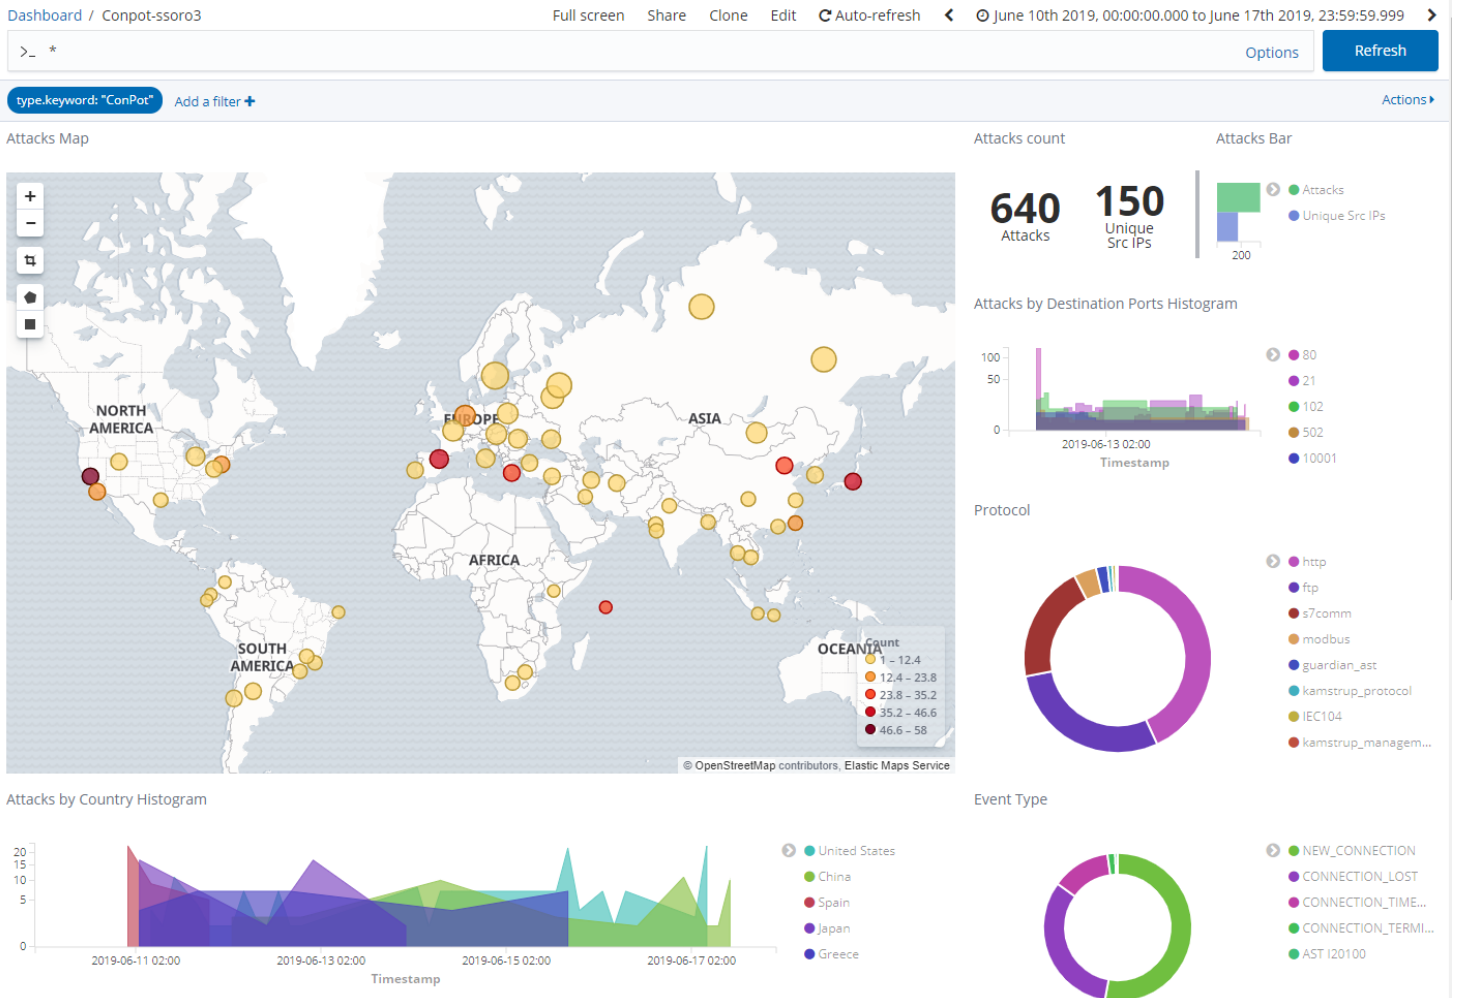 Dashboard / Conpot-ssoro3
Full screen Share Clone Edit Auto-refresh June 10th 2019, 00:00:00.000 to June 17th 2019, 23:59:59.999
>_ *
Options
Refresh
type.keyword: "ConPot"
Add a filter +
Actions
Attacks Map
+
−
NORTH
AMERICA
EUROPE
ASIA
AFRICA
SOUTH
AMERICA
OCEANIA
Count
1 – 12.4
12.4 – 23.8
23.8 – 35.2
35.2 – 46.6
46.6 – 58
© OpenStreetMap contributors, Elastic Maps Service
Attacks count
640
Attacks
150
Unique
Src IPs
Attacks Bar
200
Attacks
Unique Src IPs
Attacks by Destination Ports Histogram
100
50
0
2019-06-13 02:00
Timestamp
80
21
102
502
10001
Protocol
http
ftp
s7comm
modbus
guardian_ast
kamstrup_protocol
IEC104
kamstrup_managem...
Attacks by Country Histogram
20
15
10
5
0
2019-06-11 02:00 2019-06-13 02:00 2019-06-15 02:00 2019-06-17 02:00
Timestamp
United States
China
Spain
Japan
Greece
Event Type
NEW_CONNECTION
CONNECTION_LOST
CONNECTION_TIME...
CONNECTION_TERMI...
AST I20100